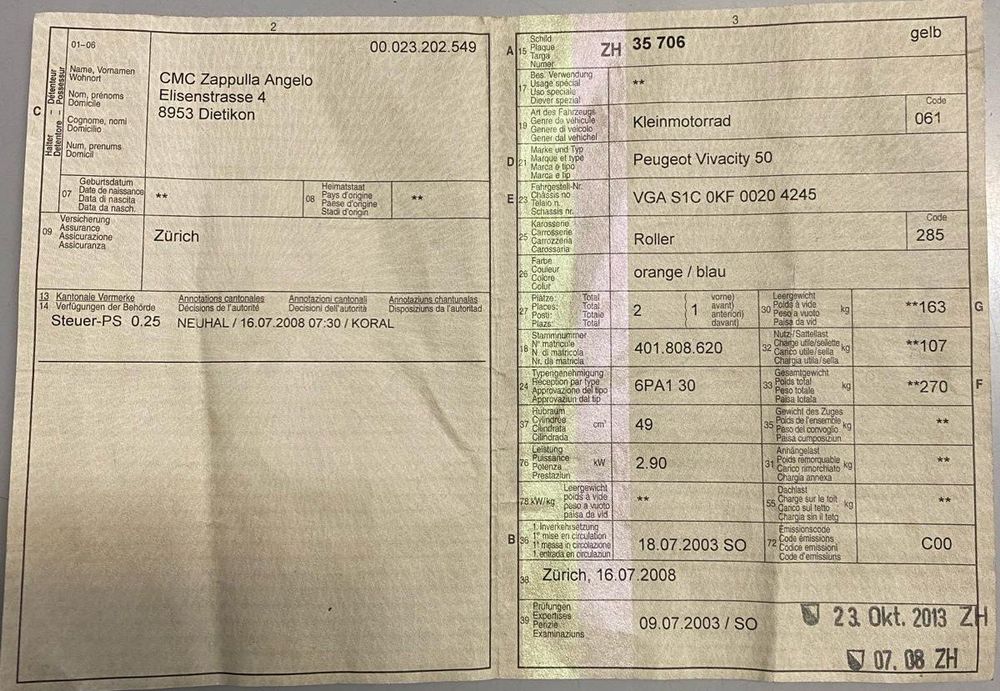 2
01–06
00.023.202.549
C
Halter – Détenteur
Detentore – Possessur
Name, Vornamen
Wohnort
Nom, prénoms
Domicile
Cognome, nomi
Domicilio
Num, prenums
Domicil
CMC Zappulla Angelo
Elisenstrasse 4
8953 Dietikon
07
Geburtsdatum
Date de naissance
Data di nascita
Data da nasch.
**
08
Heimatstaat
Pays d'origine
Paese d'origine
Stadi d'origin
**
09
Versicherung
Assurance
Assicurazione
Assicuranza
Zürich
13 Kantonale Vermerke Annotations cantonales Annotazioni cantonali Annotaziuns chantunalas
14 Verfügungen der Behörde Décisions de l'autorité Decisioni dell'autorità Disposiziuns da l'autoritad
Steuer-PS 0.25 NEUHAL / 16.07.2008 07:30 / KORAL
3
A 15
Schild
Plaque
Targa
Numer
ZH 35 706
gelb
17
Bes. Verwendung
Usage spécial
Uso speciale
Diever spezial
**
19
Art des Fahrzeugs
Genre de véhicule
Genere di veicolo
Gener dal vehichel
Kleinmotorrad
Code
061
D 21
Marke und Typ
Marque et type
Marca e tipo
Marca e tip
Peugeot Vivacity 50
E 23
Fahrgestell-Nr.
Châssis no
Telaio n.
Schassis nr.
VGA S1C 0KF 0020 4245
25
Karosserie
Carrosserie
Carrozzeria
Carossaria
Roller
Code
285
26
Farbe
Couleur
Colore
Colur
orange / blau
27
Plätze: Total
Places: Total
Posti: Totale
Plazs: Total
2
{ 1
vorne)
avant)
anteriori)
davant)
30
Leergewicht
Poids à vide
Peso a vuoto
Paisa da vid
kg
**163
G
18
Stammnummer
N° matricule
N. di matricola
Nr. da matricla
401.808.620
32
Nutz-/Sattellast
Charge utile/sellette
Carico utile/sella
Chargia utila/sella
kg
**107
24
Typengenehmigung
Réception par type
Approvazione del tipo
Approvaziun dal tip
6PA1 30
33
Gesamtgewicht
Poids total
Peso totale
Paisa totala
kg
**270
F
37
Hubraum
Cylindrée
Cilindrata
Cilindrada
cm³
49
35
Gewicht des Zuges
Poids de l'ensemble
Peso del convoglio
Paisa cumposiziun
kg
**
76
Leistung
Puissance
Potenza
Prestaziun
kW
2.90
31
Anhängelast
Poids remorquable
Carico rimorchiato
Chargia annexa
kg
**
78 kW/kg
Leergewicht
poids à vide
peso a vuoto
paisa da vid
**
55
Dachlast
Charge sur le toit
Carico sul tetto
Chargia sin il tetg
kg
**
B 36
1. Inverkehrsetzung
1re mise en circulation
1a messa in circolazione
1. entrada en circulaziun
18.07.2003 SO
72
Emissionscode
Code émissions
Codice emissioni
Code d'emissiuns
C00
38
Zürich, 16.07.2008
39
Prüfungen
Expertises
Perizie
Examinaziuns
09.07.2003 / SO
23. Okt. 2013 ZH
07. 08 ZH